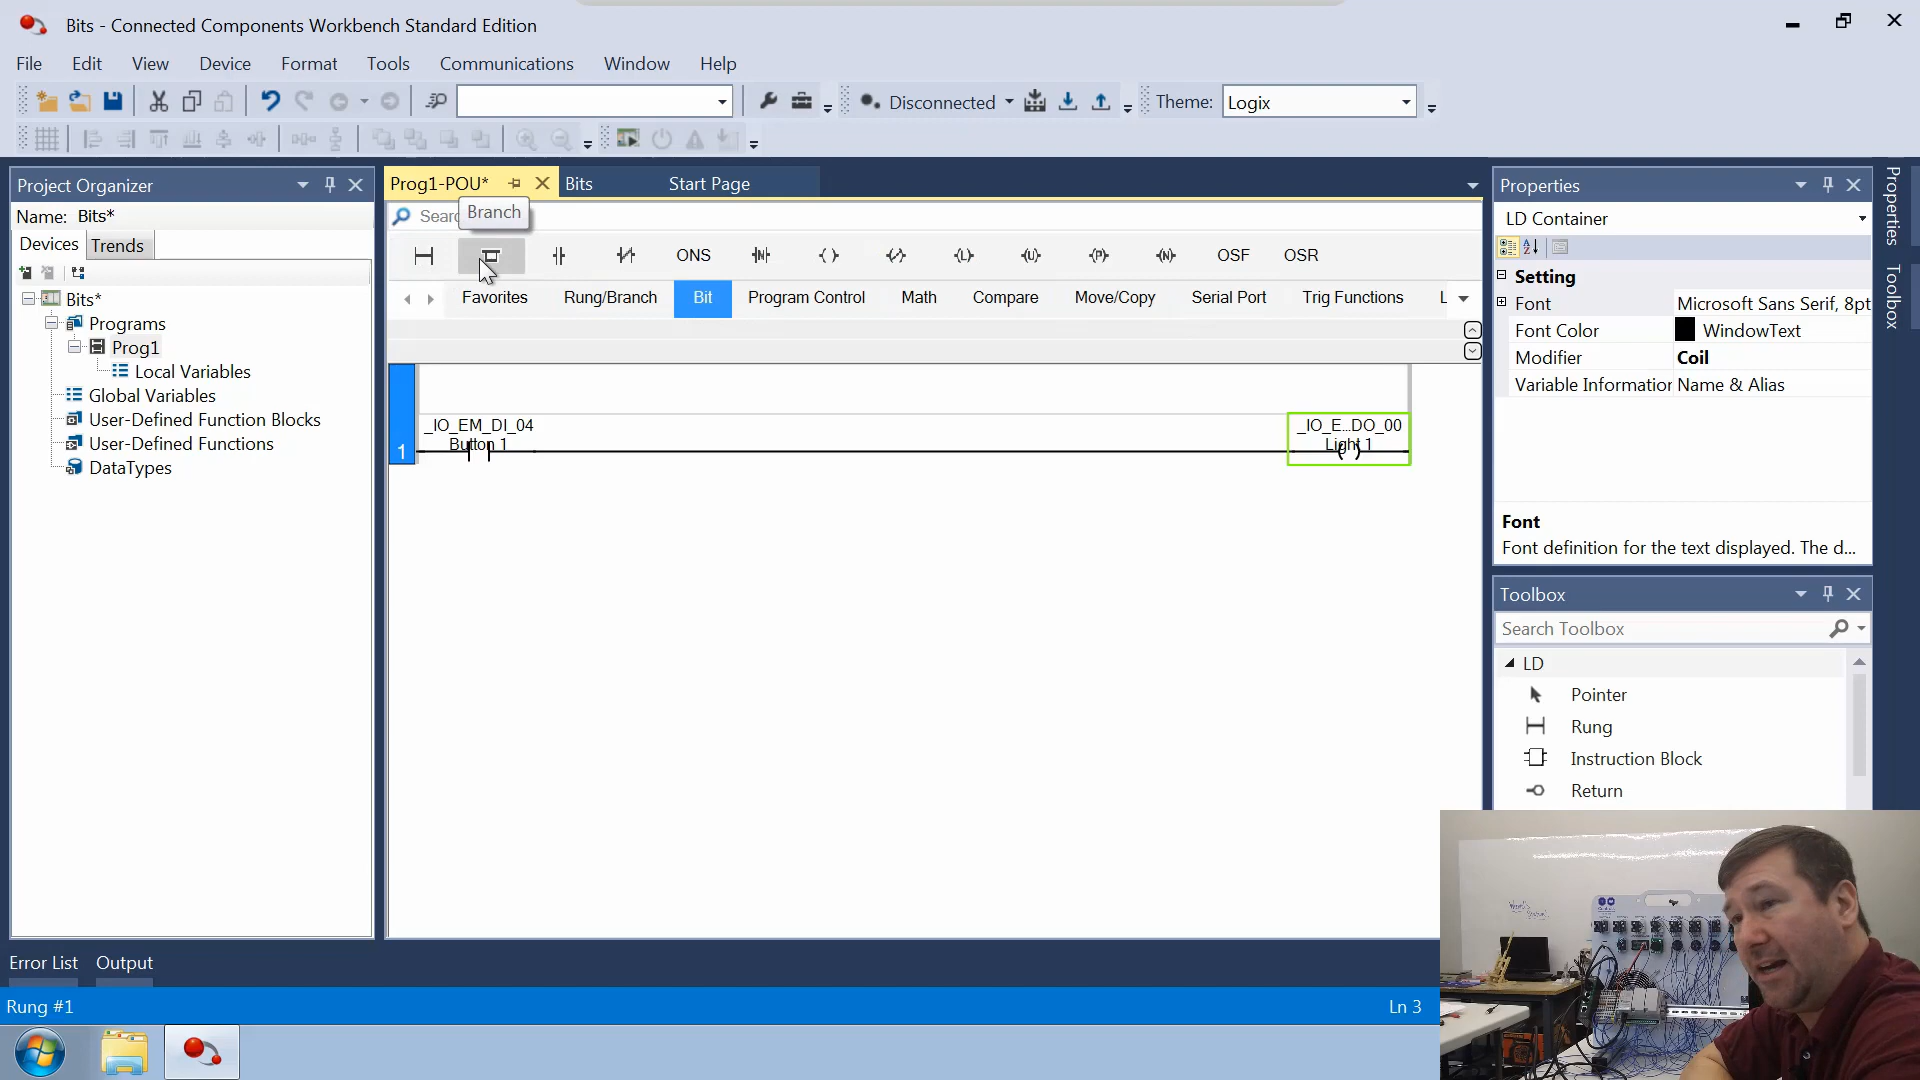 Bits - Connected Components Workbench Standard Edition
File Edit View Device Format Tools Communications Window Help
Disconnected Theme: Logix
Project Organizer
Name: Bits*
Devices Trends
Bits*
Programs
Prog1
Local Variables
Global Variables
User-Defined Function Blocks
User-Defined Functions
DataTypes
Prog1-POU* Bits Start Page
Branch
ONS OSF OSR
(L) (U) (P) (N)
Favorites Rung/Branch Bit Program Control Math Compare Move/Copy Serial Port Trig Functions L
_IO_EM_DI_04
Button 1
_IO_E...DO_00
Light 1
1
Properties
LD Container
Setting
Font Microsoft Sans Serif, 8pt
Font Color WindowText
Modifier Coil
Variable Information Name & Alias
Font
Font definition for the text displayed. The d...
Toolbox
Search Toolbox
LD
Pointer
Rung
Instruction Block
Return
Properties
Toolbox
Error List Output
Rung #1 Ln 3